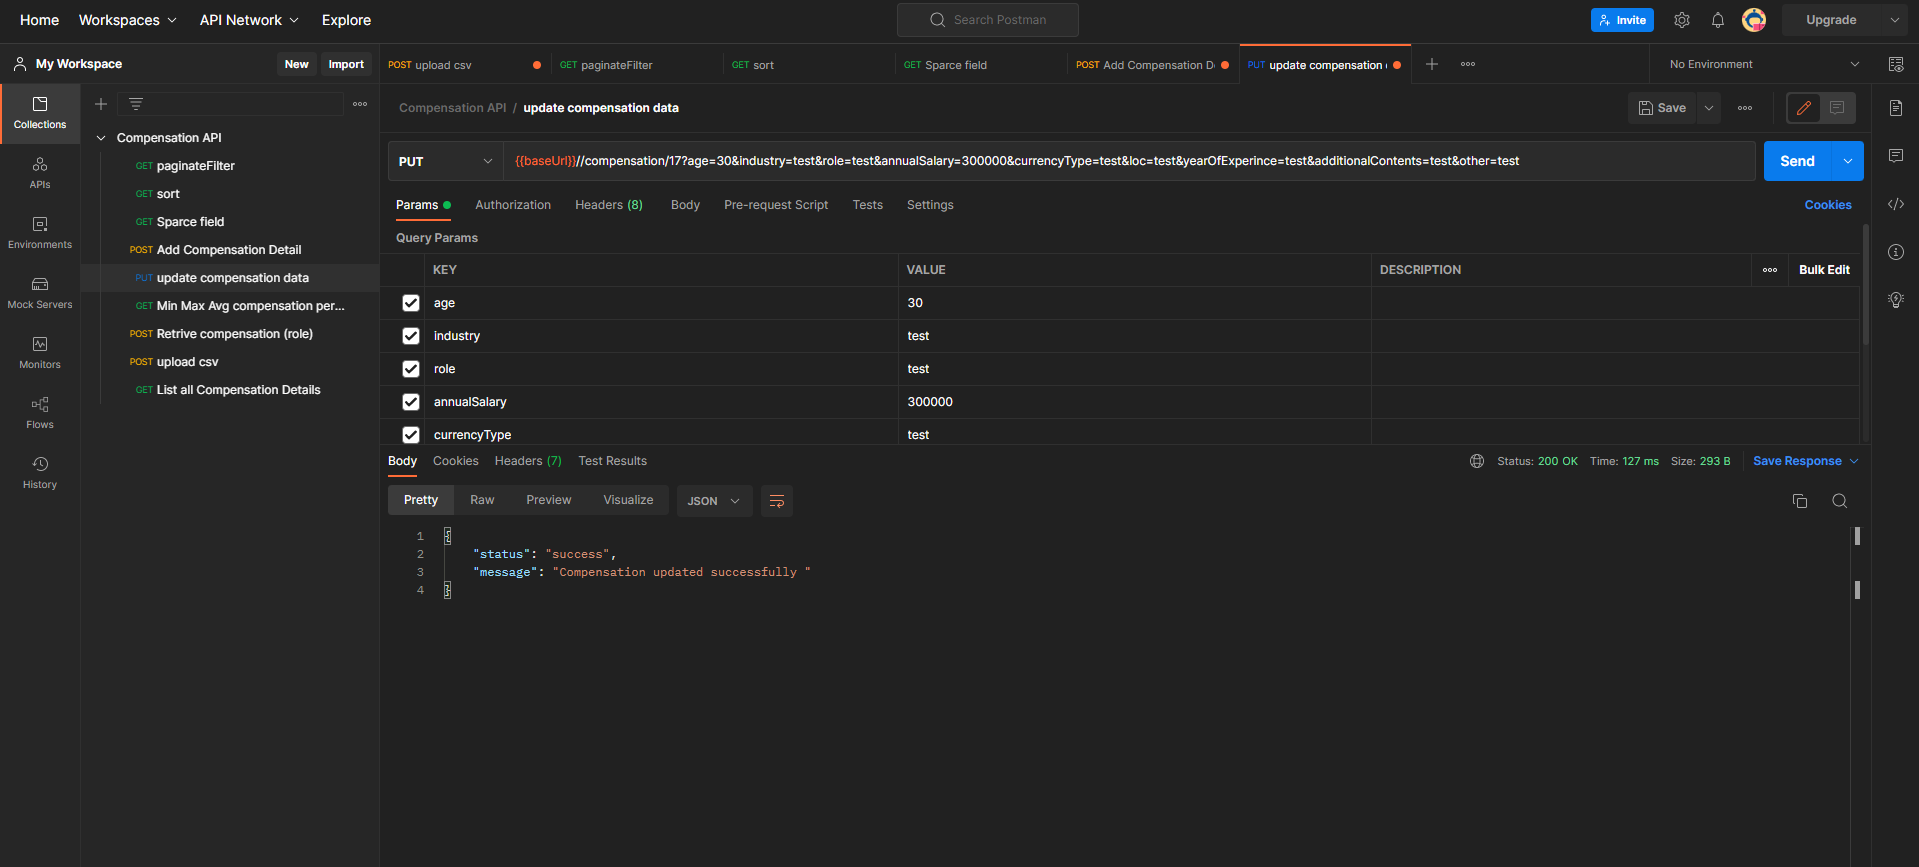 Home Workspaces API Network Explore Search Postman Invite Upgrade
My Workspace New Import POST upload csv GET paginateFilter GET sort GET Sparce field POST Add Compensation D PUT update compensation No Environment
Collections
APIs
Environments
Mock Servers
Monitors
Flows
History
Compensation API
GET paginateFilter
GET sort
GET Sparce field
POST Add Compensation Detail
PUT update compensation data
GET Min Max Avg compensation per...
POST Retrive compensation (role)
POST upload csv
GET List all Compensation Details
Compensation API / update compensation data Save
PUT {{baseUrl}}//compensation/17?age=30&industry=test&role=test&annualSalary=300000&currencyType=test&loc=test&yearOfExperince=test&additionalContents=test&other=test Send
Params Authorization Headers (8) Body Pre-request Script Tests Settings Cookies
Query Params
KEY VALUE DESCRIPTION Bulk Edit
age 30
industry test
role test
annualSalary 300000
currencyType test
Body Cookies Headers (7) Test Results Status: 200 OK Time: 127 ms Size: 293 B Save Response
Pretty Raw Preview Visualize JSON
1 {
2 "status": "success",
3 "message": "Compensation updated successfully "
4 }